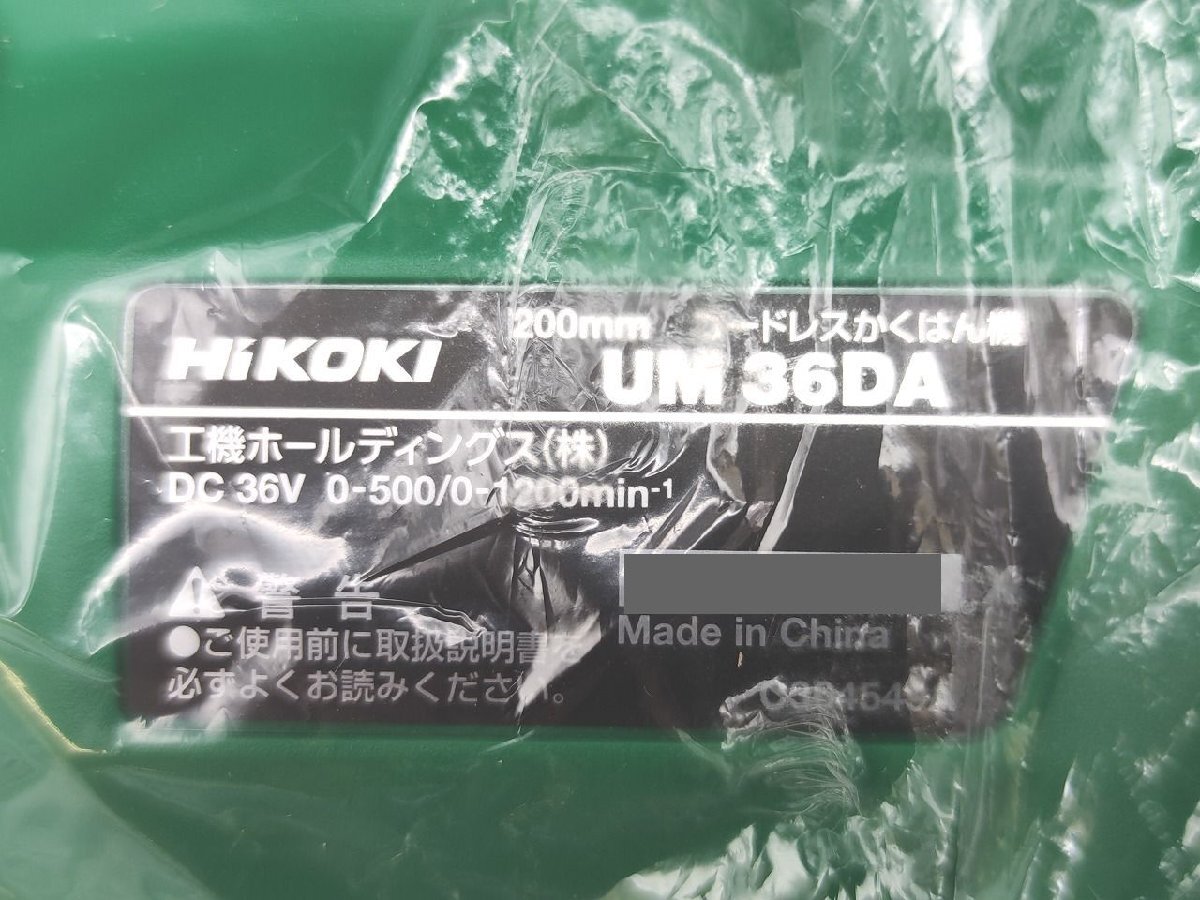 200mm ードレスかくはん機
HiKOKI UM 36DA
工機ホールディングス(株)
DC 36V 0-500/0-1200min-1
警告
●ご使用前に取扱説明書を
必ずよくお読みください。
Made in China